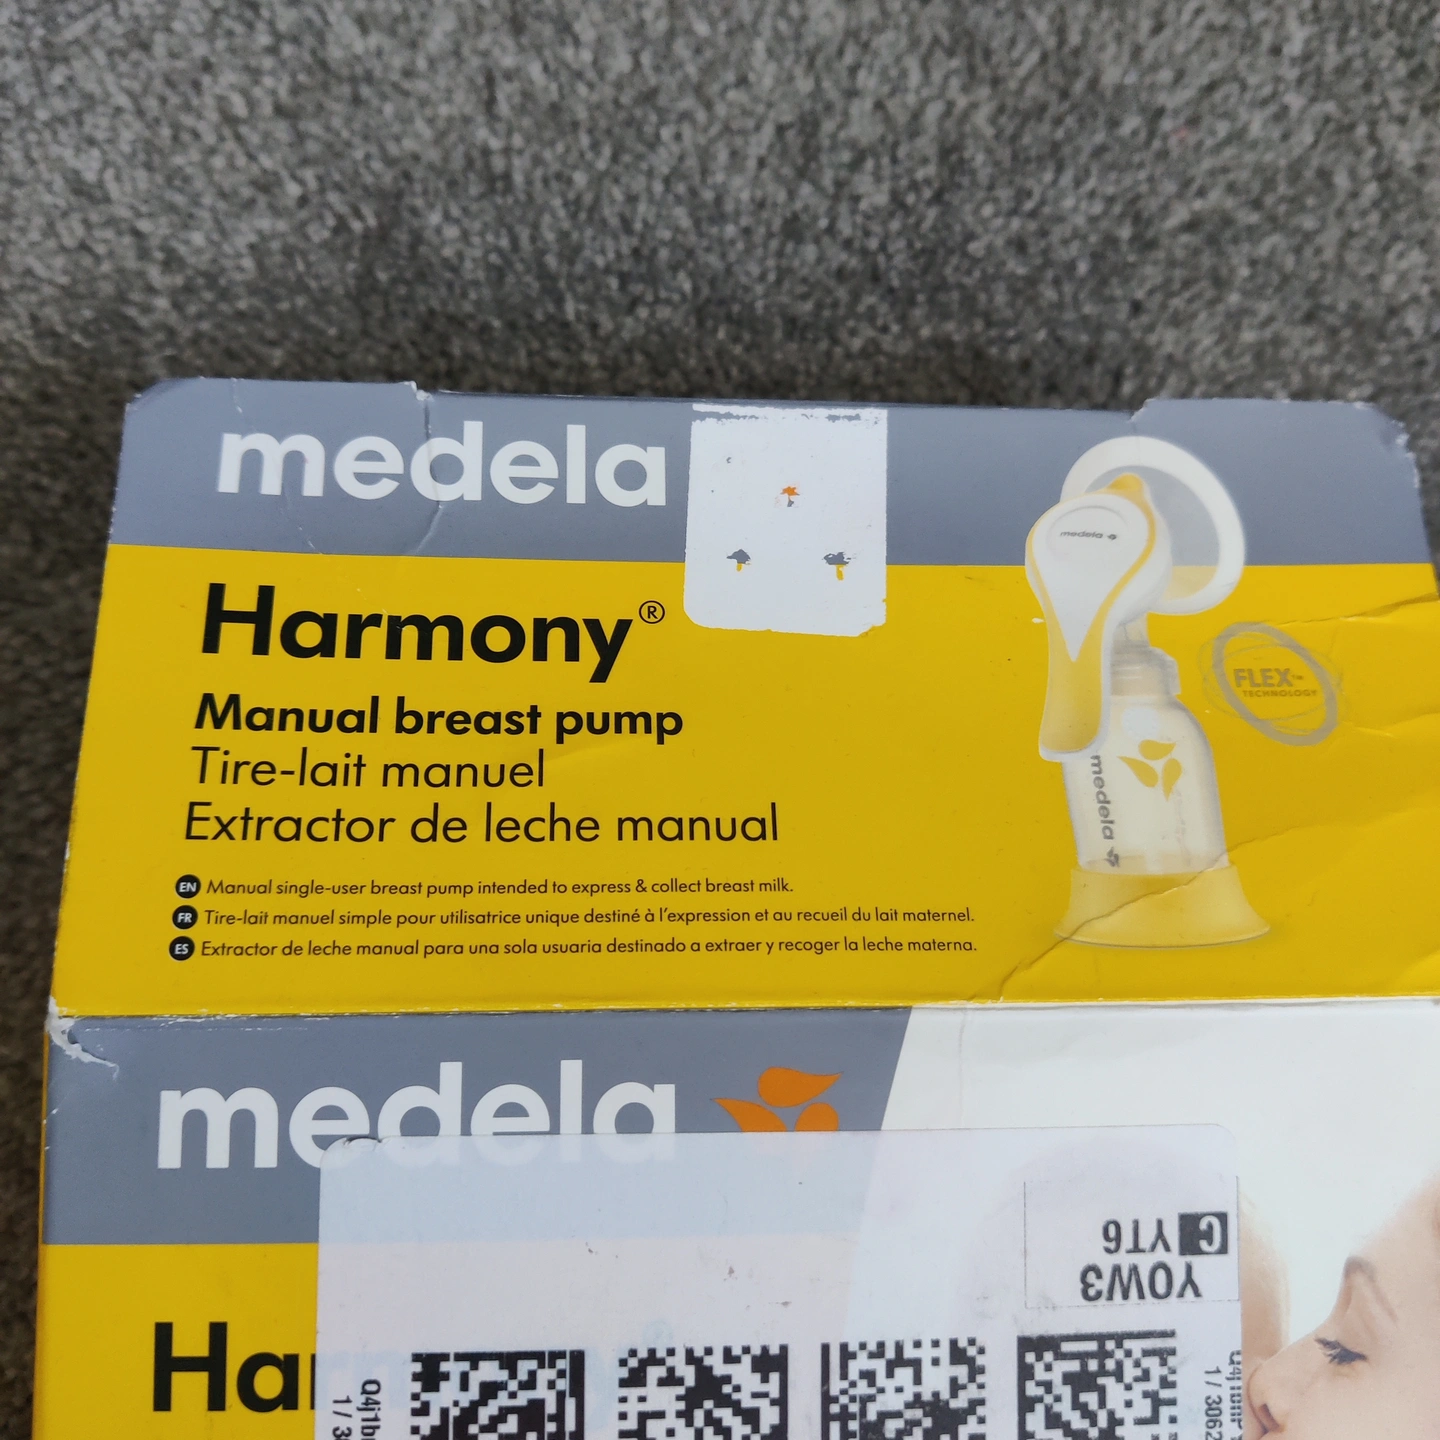 medela
Harmony®
Manual breast pump
Tire-lait manuel
Extractor de leche manual
EN Manual single-user breast pump intended to express & collect breast milk.
FR Tire-lait manuel simple pour utilisatrice unique destiné à l'expression et au recueil du lait maternel.
ES Extractor de leche manual para una sola usuaria destinado a extraer y recoger la leche materna.
medela
FLEX™
TECHNOLOGY
medela
medela
C YT6
YOW3
Har